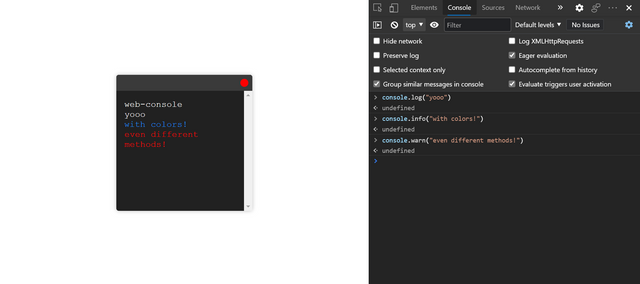 web-console
yooo
with colors!
even different
methods!
Elements Console Sources Network »
top Filter Default levels No Issues
Hide network Log XMLHttpRequests
Preserve log Eager evaluation
Selected context only Autocomplete from history
Group similar messages in console Evaluate triggers user activation
> console.log("yooo")
< undefined
> console.info("with colors!")
< undefined
> console.warn("even different methods!")
< undefined
>